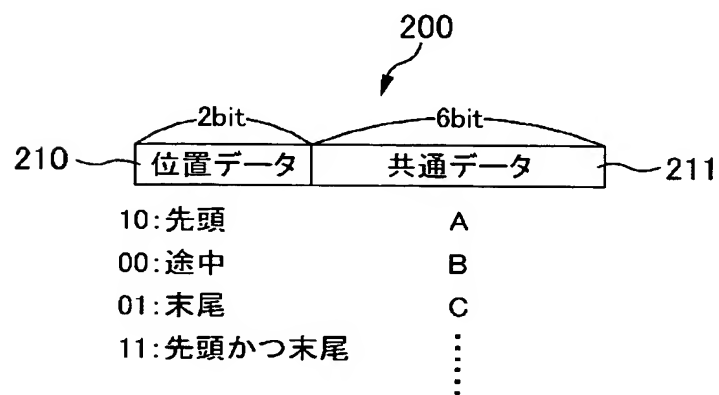 200
2bit 6bit
210 位置データ 共通データ 211
10:先頭 A
00:途中 B
01:末尾 C
11:先頭かつ末尾